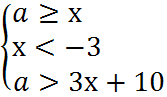 a ≥ x
x < −3
a > 3x + 10